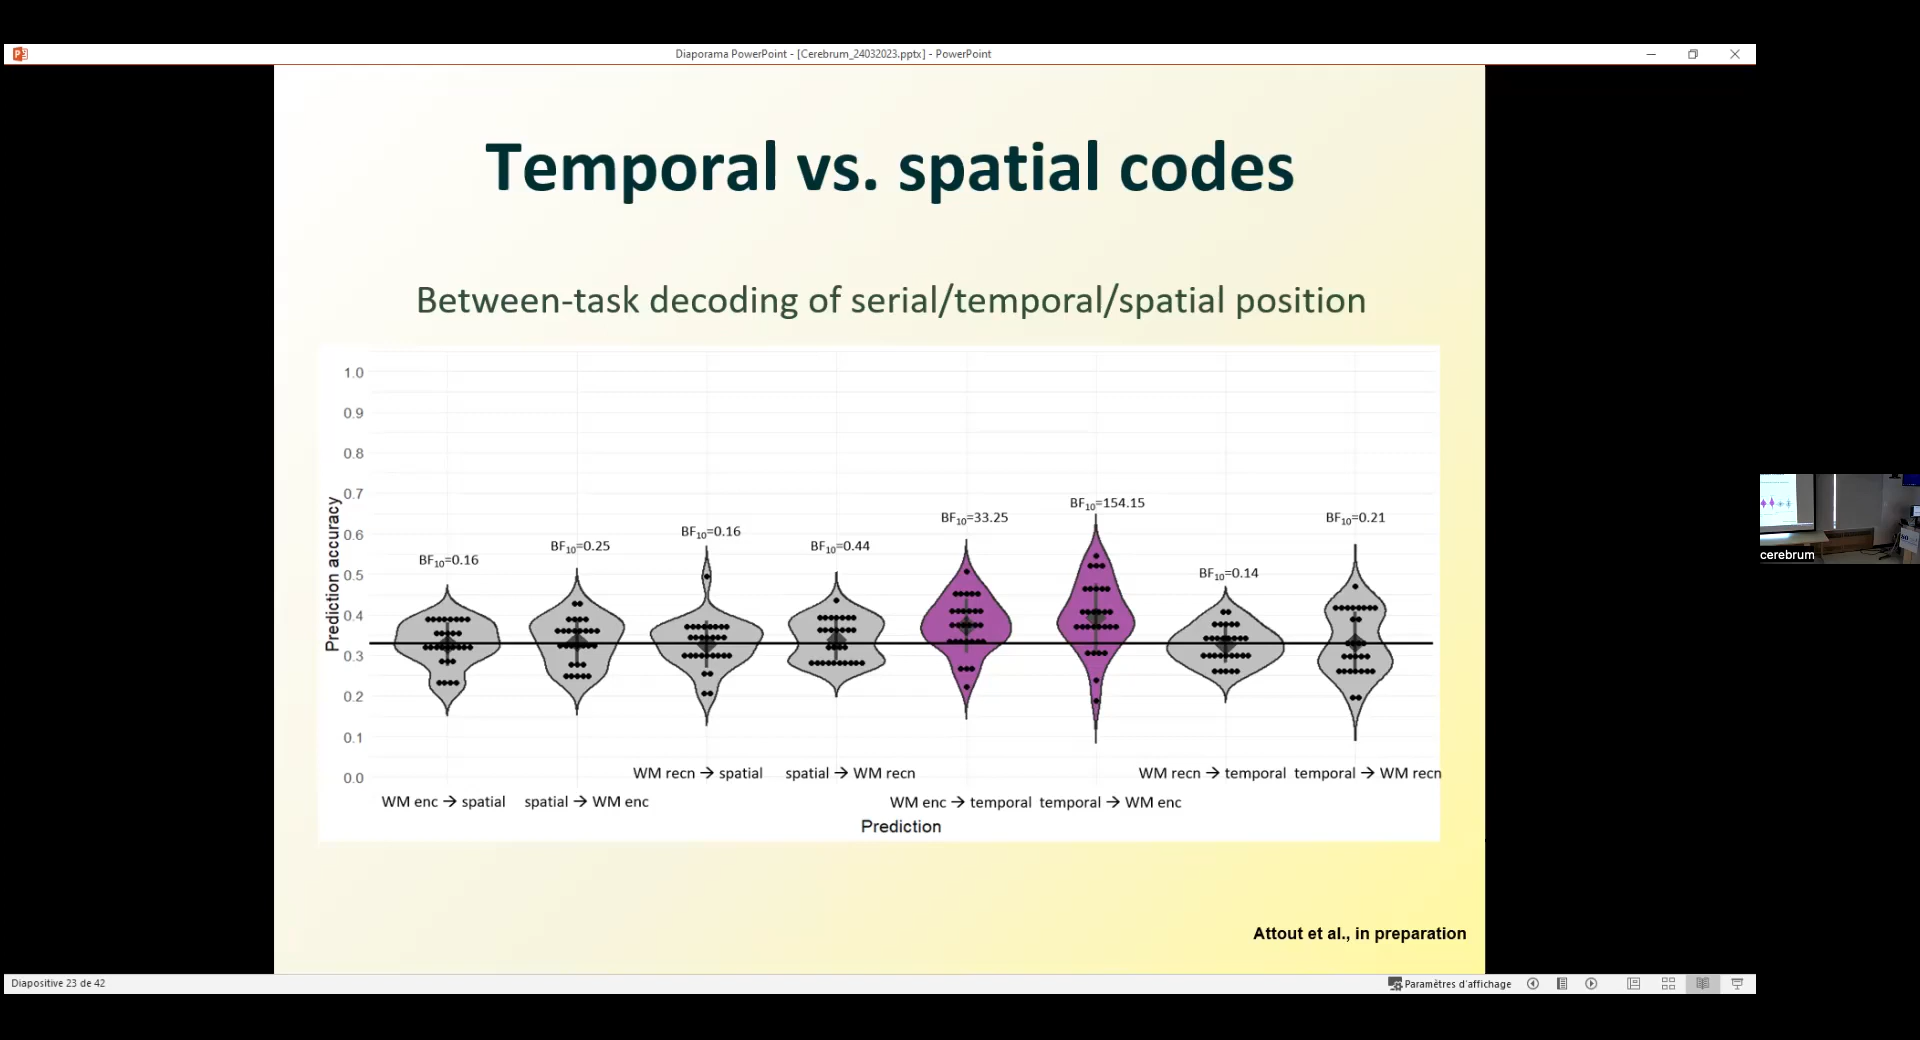 Diaporama PowerPoint - [Cerebrum_24032023.pptx] - PowerPoint
Temporal vs. spatial codes
Between-task decoding of serial/temporal/spatial position
Prediction accuracy
1.0
0.9
0.8
0.7
0.6
0.5
0.4
0.3
0.2
0.1
0.0
BF10=0.16
BF10=0.25
BF10=0.16
BF10=0.44
BF10=33.25
BF10=154.15
BF10=0.14
BF10=0.21
WM enc → spatial
spatial → WM enc
WM recn → spatial
spatial → WM recn
WM enc → temporal
temporal → WM enc
WM recn → temporal
temporal → WM recn
Prediction
Attout et al., in preparation
cerebrum
Diapositive 23 de 42
Paramètres d'affichage